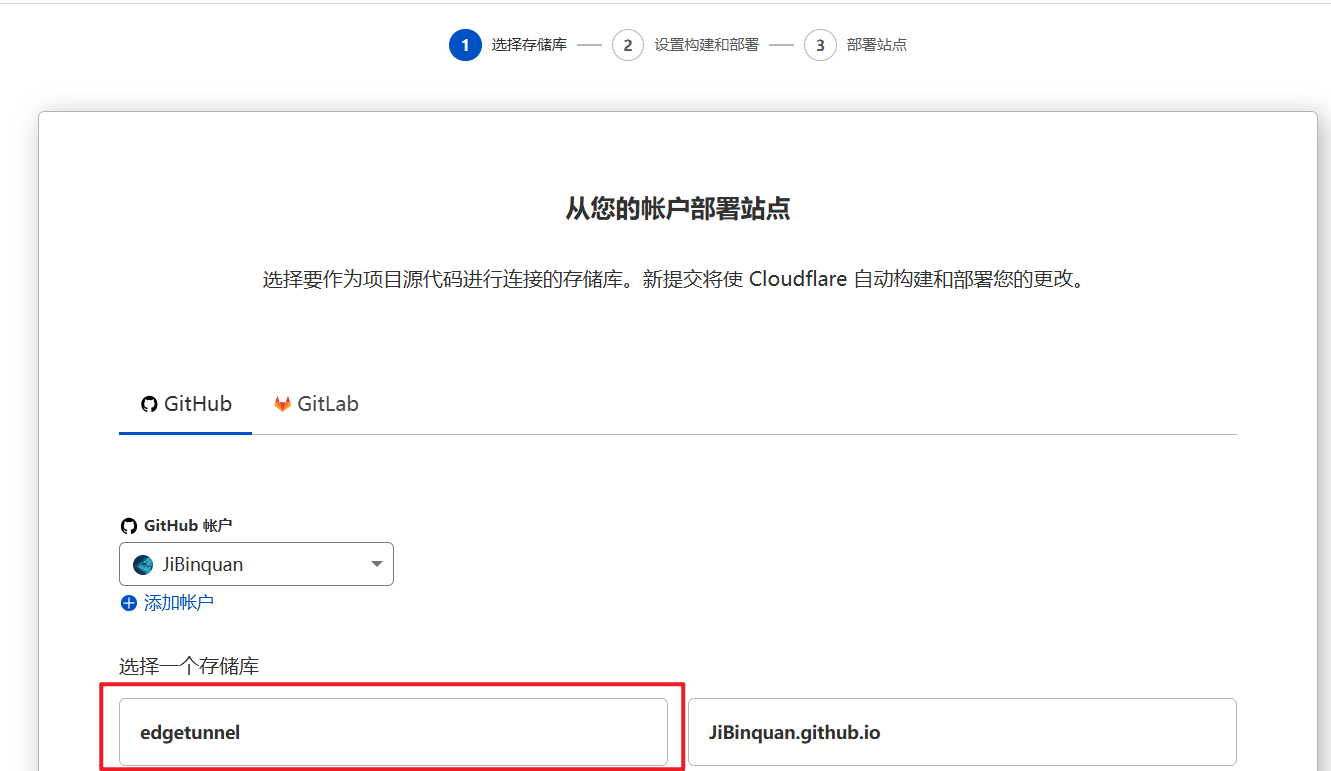 1 选择存储库 2 设置构建和部署 3 部署站点
从您的帐户部署站点
选择要作为项目源代码进行连接的存储库。新提交将使 Cloudflare 自动构建和部署您的更改。
GitHub GitLab
GitHub 帐户
JiBinquan
添加帐户
选择一个存储库
edgetunnel JiBinquan.github.io